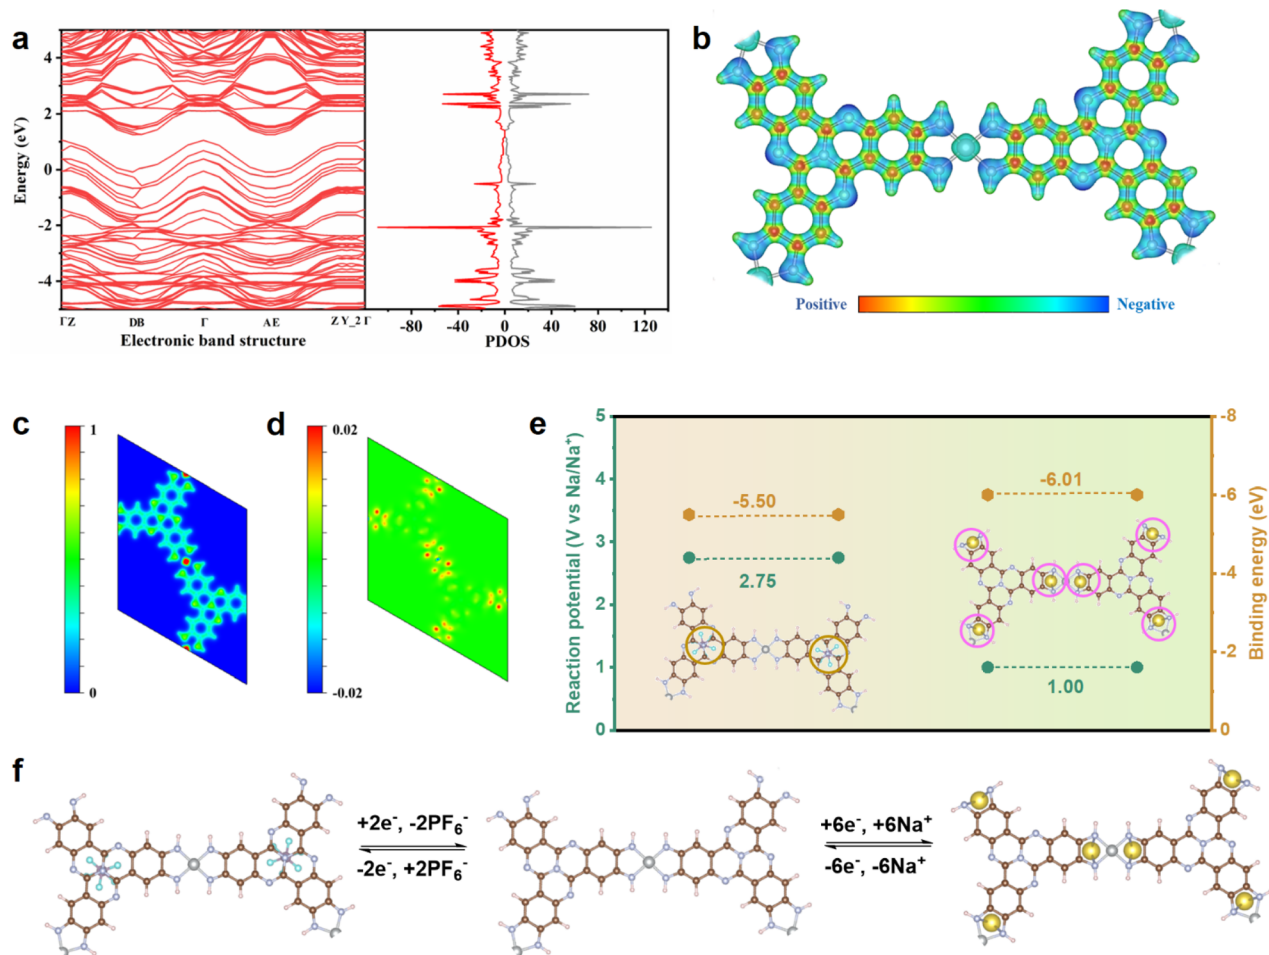 a
4
2
0
-2
-4
Energy (eV)
Γ Z
DB
Γ
AE
Z Y_2 Γ
Electronic band structure
-80
-40
0
40
80
120
PDOS
b
Positive
Negative
c
1
0
d
0.02
-0.02
e
5
4
3
2
1
0
Reaction potential (V vs Na/Na⁺)
-5.50
2.75
-6.01
1.00
-8
-6
-4
-2
0
Binding energy (eV)
f
+2e⁻, -2PF₆⁻
-2e⁻, +2PF₆⁻
+6e⁻, +6Na⁺
-6e⁻, -6Na⁺